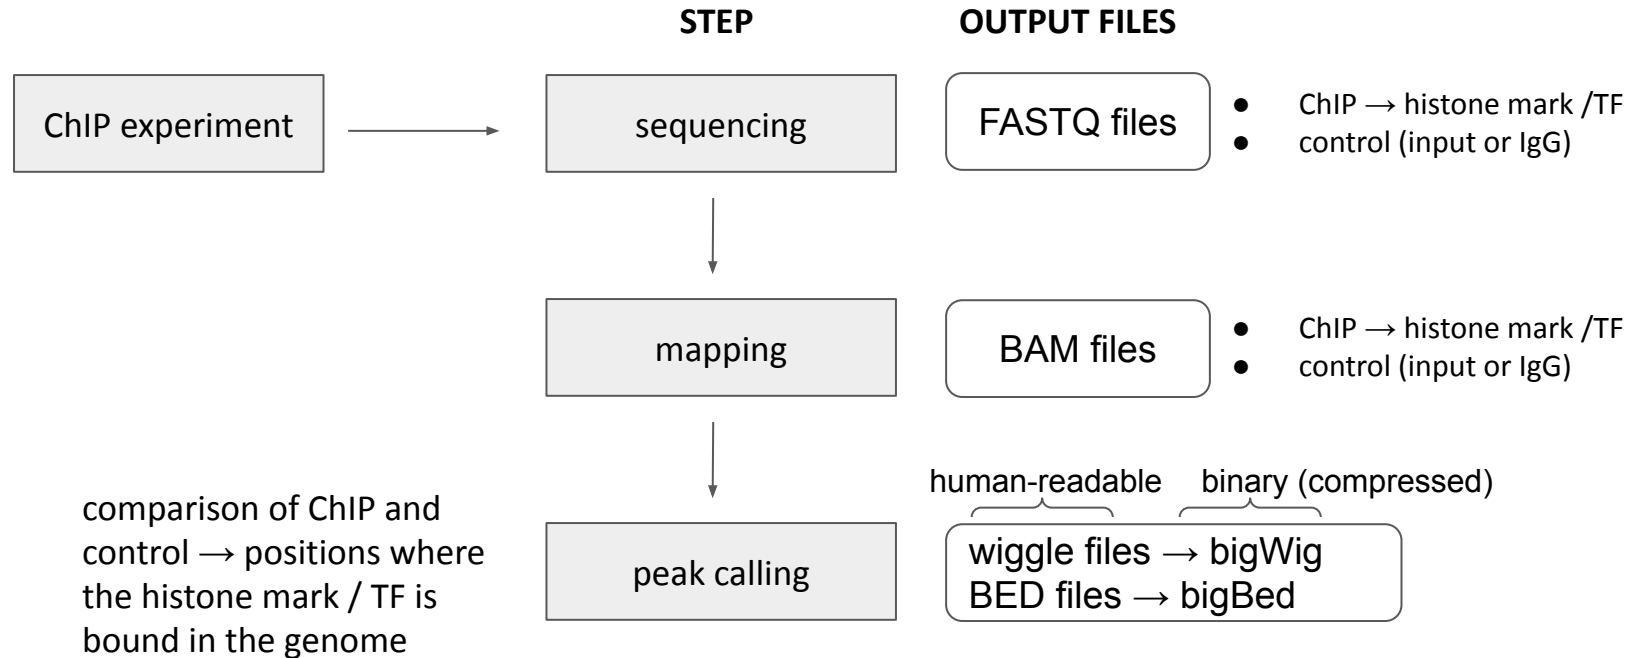 STEP
OUTPUT FILES
ChIP experiment
sequencing
FASTQ files
● ChIP → histone mark /TF
● control (input or IgG)
mapping
BAM files
● ChIP → histone mark /TF
● control (input or IgG)
comparison of ChIP and
control → positions where
the histone mark / TF is
bound in the genome
peak calling
human-readable
binary (compressed)
wiggle files → bigWig
BED files → bigBed